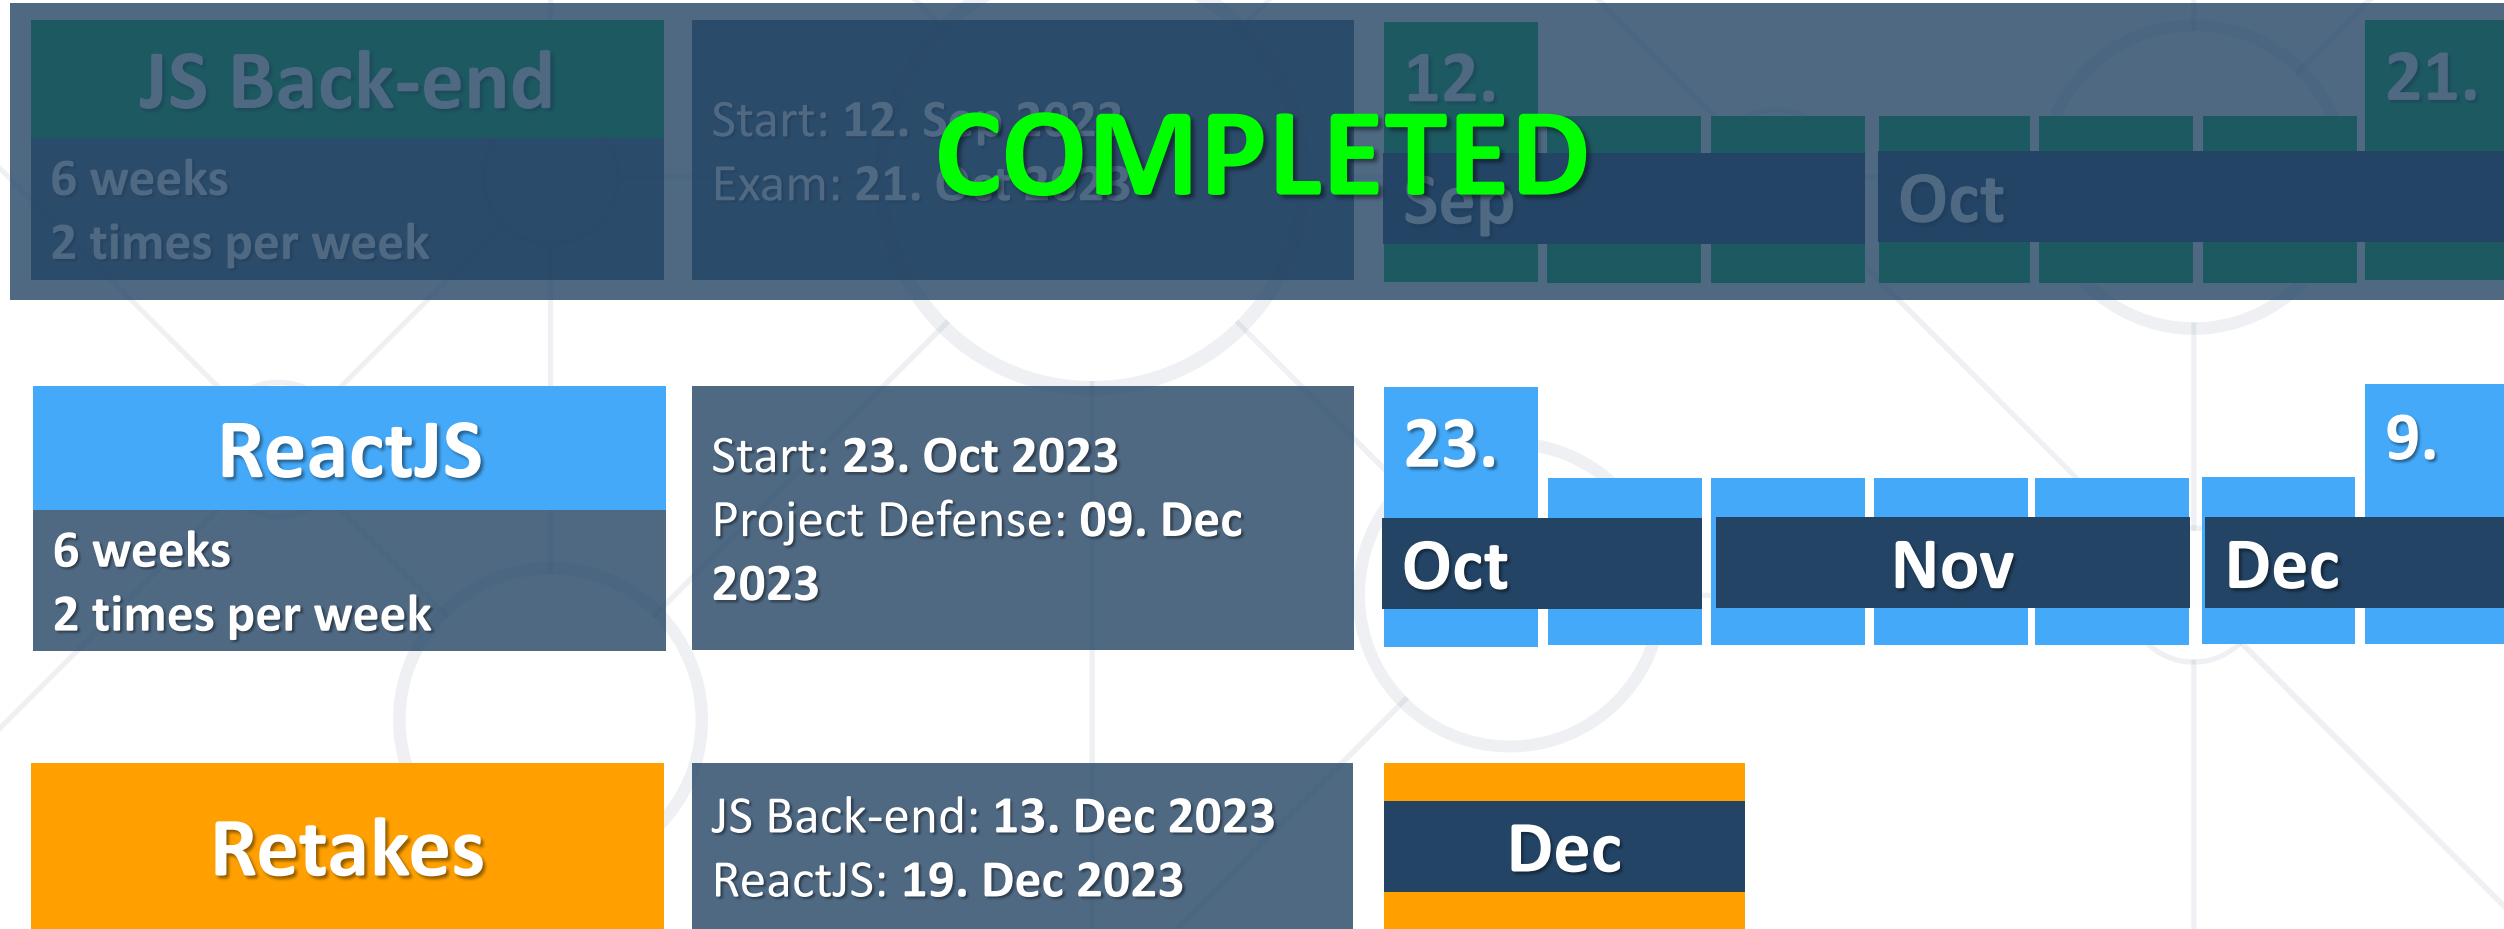 JS Back-end
6 weeks
2 times per week
Start: 12. Sep 2023
Exam: 21. Oct 2023
COMPLETED
12.
21.
Sep
Oct
ReactJS
6 weeks
2 times per week
Start: 23. Oct 2023
Project Defense: 09. Dec
2023
23.
9.
Oct
Nov
Dec
Retakes
JS Back-end: 13. Dec 2023
ReactJS: 19. Dec 2023
Dec